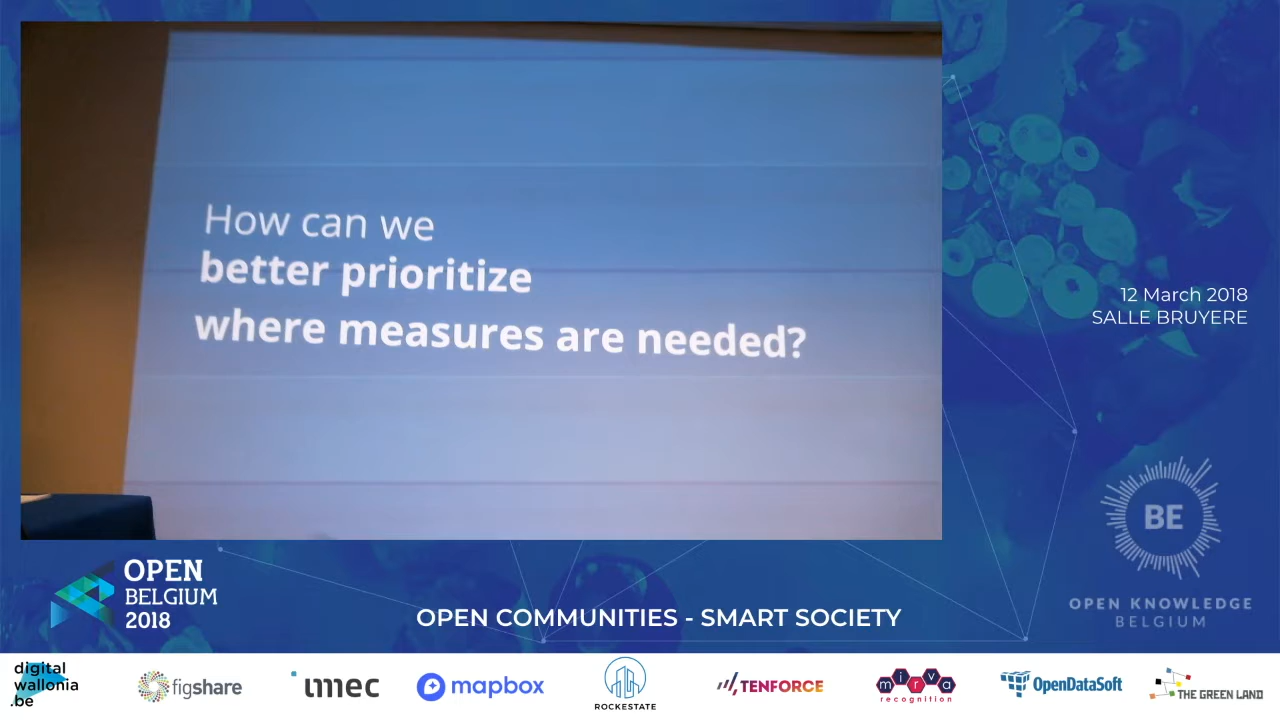 How can we
better prioritize
where measures are needed?
12 March 2018
SALLE BRUYERE
BE
OPEN KNOWLEDGE
BELGIUM
OPEN
BELGIUM
2018
OPEN COMMUNITIES - SMART SOCIETY
digital
wallonia
.be
figshare
imec
mapbox
ROCKESTATE
TENFORCE
mirva
recognition
OpenDataSoft
THE GREEN LAND